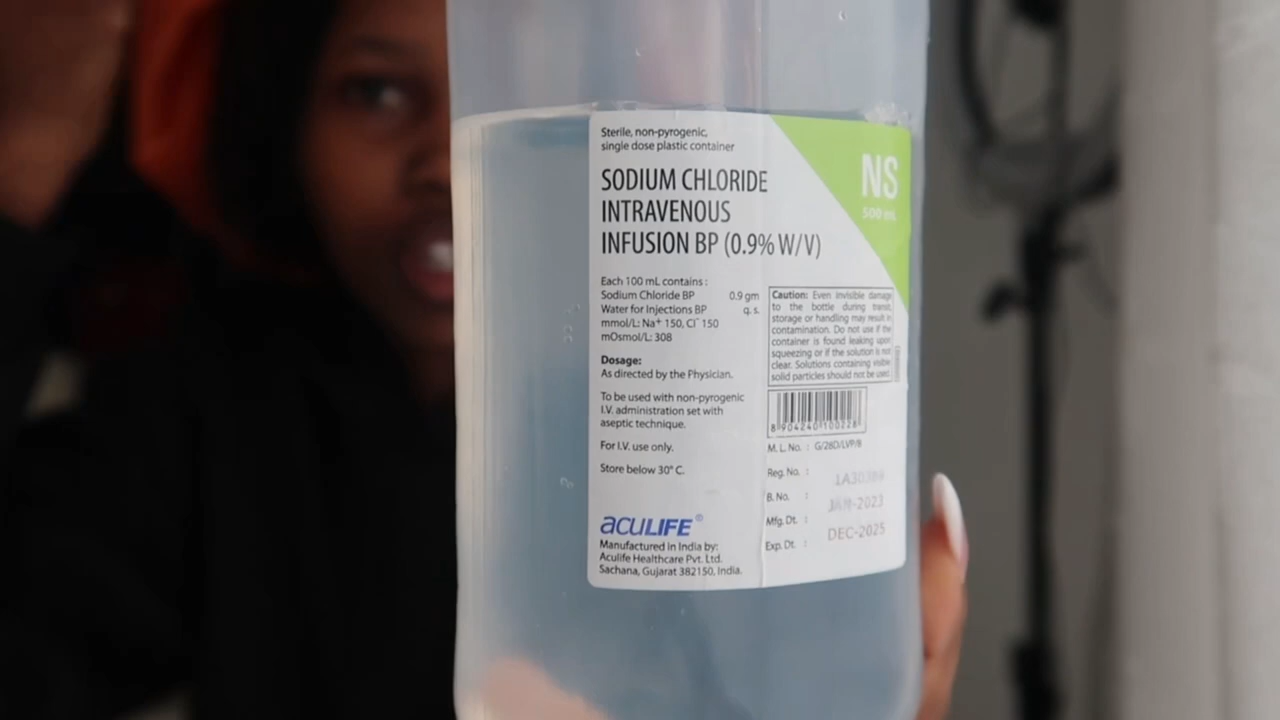 Sterile, non-pyrogenic,
single dose plastic container
SODIUM CHLORIDE
INTRAVENOUS
INFUSION BP (0.9% W/V)
NS
500 mL
Each 100 mL contains :
Sodium Chloride BP 0.9 gm
Water for Injections BP q. s.
mmol/L: Na⁺ 150, Cl⁻ 150
mOsmol/L: 308
Dosage:
As directed by the Physician.
To be used with non-pyrogenic
I.V. administration set with
aseptic technique.
For I.V. use only.
Store below 30° C.
aculife®
Manufactured in India by:
Aculife Healthcare Pvt. Ltd.
Sachana, Gujarat 382150, India.
Caution: Even invisible damage
to the bottle during transit,
storage or handling may result in
contamination. Do not use if the
container is found leaking upon
squeezing or if the solution is not
clear. Solutions containing visible
solid particles should not be used.
8 904240 100228
M. L. No. : G/28D/LVP/8
Reg. No. :
B. No. :
Mfg. Dt. : JAN-2023
Exp. Dt. : DEC-2025